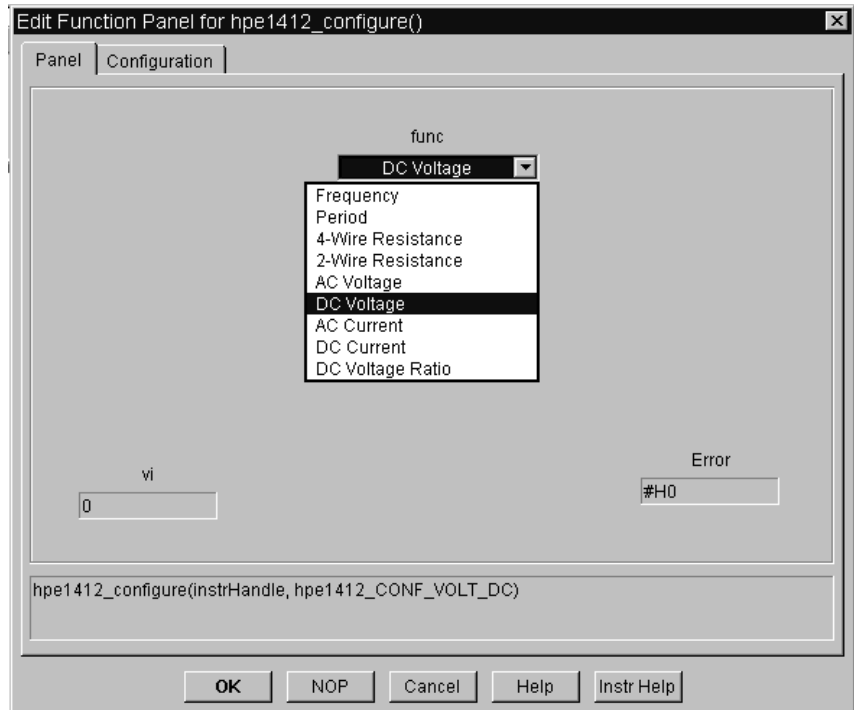 Edit Function Panel for hpe1412_configure()
Panel
Configuration
func
DC Voltage
Frequency
Period
4-Wire Resistance
2-Wire Resistance
AC Voltage
DC Voltage
AC Current
DC Current
DC Voltage Ratio
vi
0
Error
#H0
hpe1412_configure(instrHandle, hpe1412_CONF_VOLT_DC)
OK
NOP
Cancel
Help
Instr Help